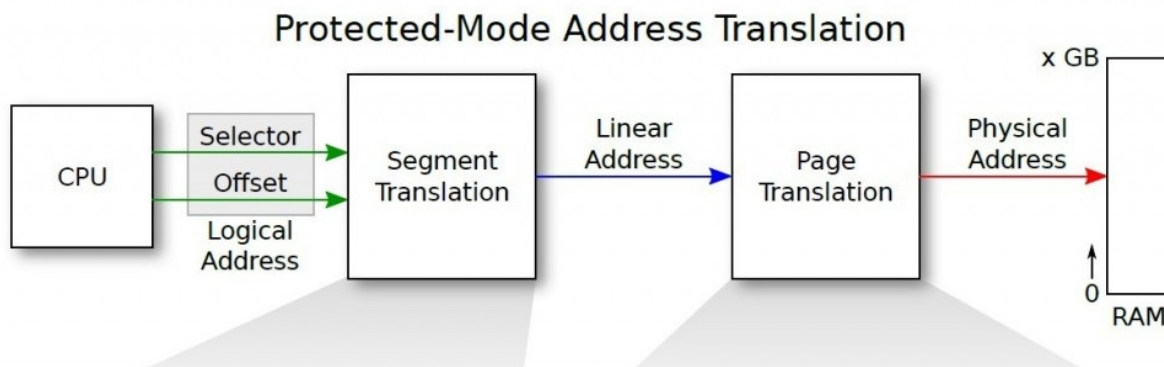 Protected-Mode Address Translation
CPU
Selector
Offset
Logical
Address
Segment
Translation
Linear
Address
Page
Translation
Physical
Address
x GB
0
RAM